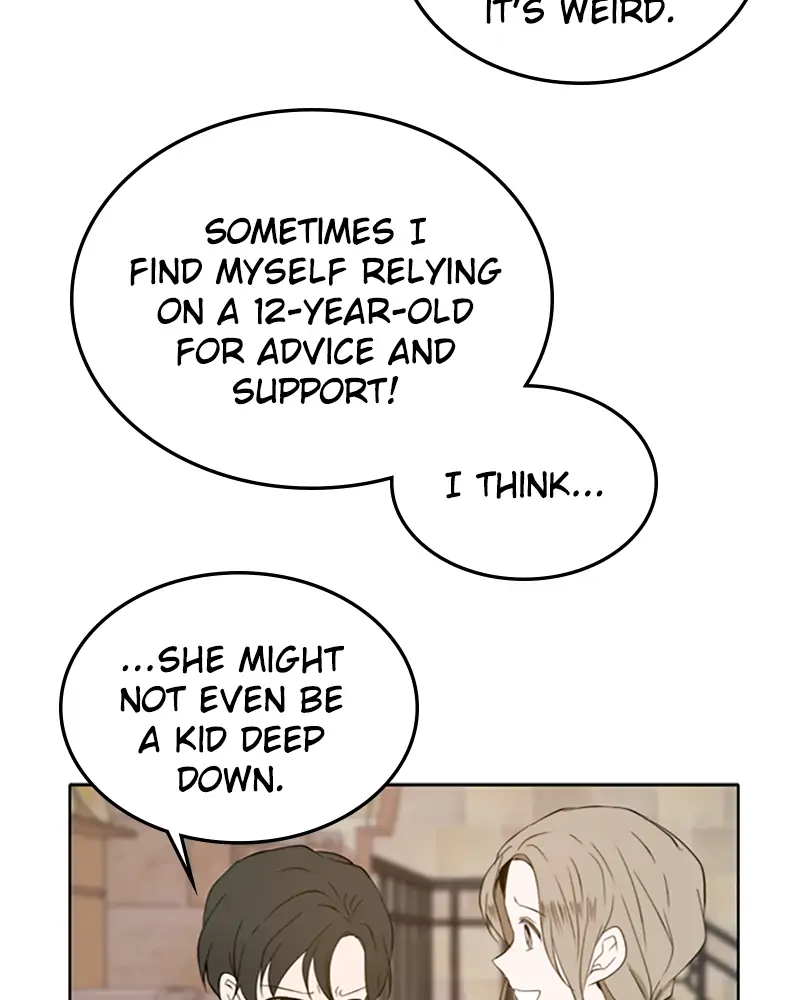 IT'S WEIRD.
SOMETIMES I
FIND MYSELF RELYING
ON A 12-YEAR-OLD
FOR ADVICE AND
SUPPORT!
I THINK...
...SHE MIGHT
NOT EVEN BE
A KID DEEP
DOWN.